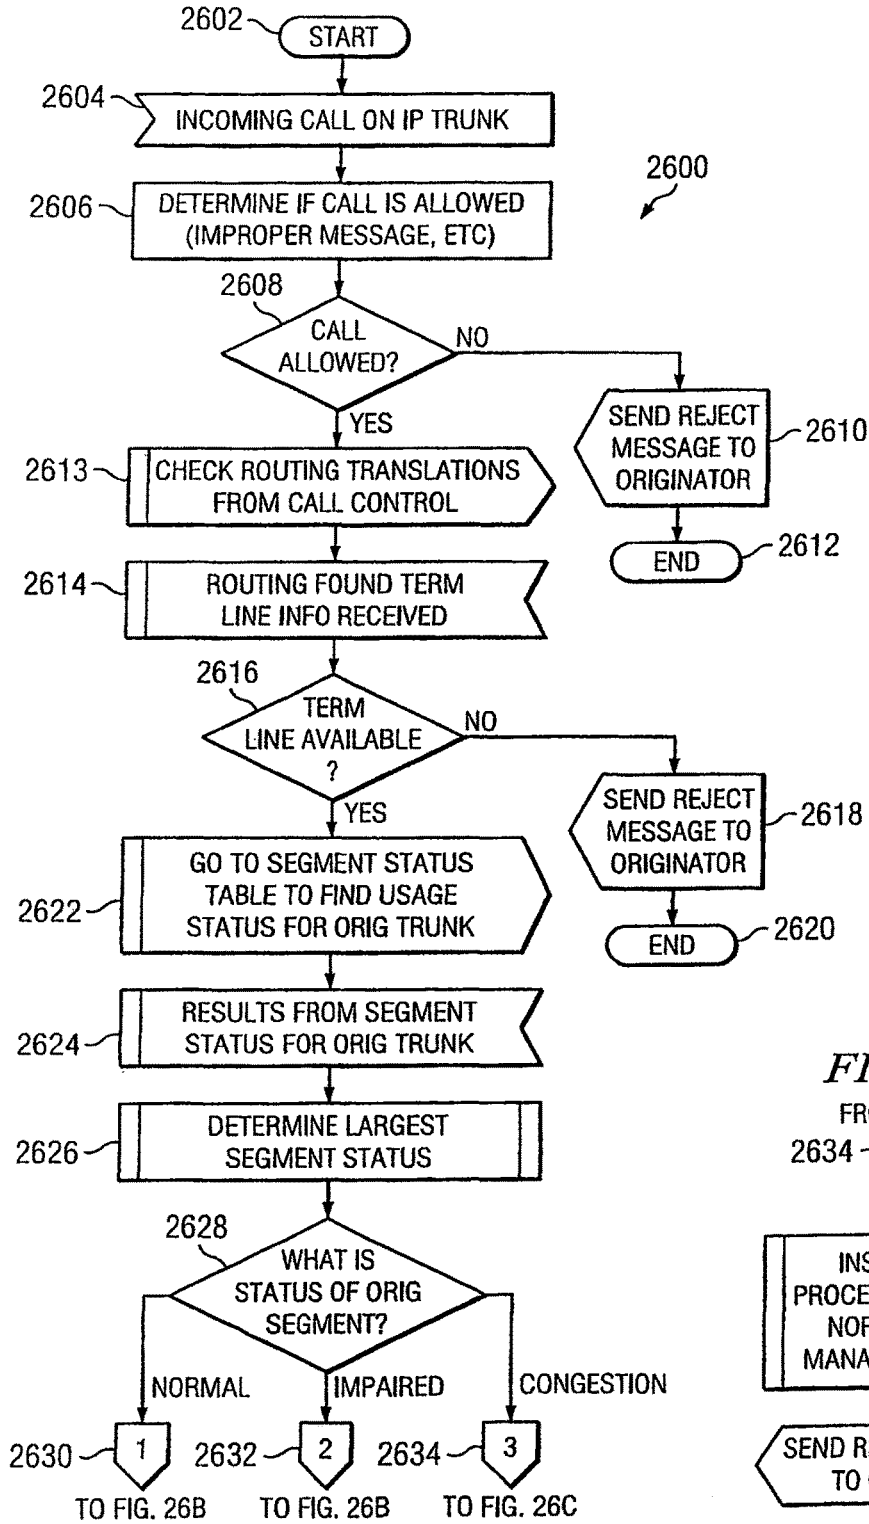 2602
START
2604
INCOMING CALL ON IP TRUNK
2600
2606
DETERMINE IF CALL IS ALLOWED
(IMPROPER MESSAGE, ETC)
2608
CALL
ALLOWED?
NO
YES
SEND REJECT
MESSAGE TO
ORIGINATOR
2610
END
2612
2613
CHECK ROUTING TRANSLATIONS
FROM CALL CONTROL
2614
ROUTING FOUND TERM
LINE INFO RECEIVED
2616
TERM
LINE AVAILABLE
?
NO
YES
SEND REJECT
MESSAGE TO
ORIGINATOR
2618
END
2620
2622
GO TO SEGMENT STATUS
TABLE TO FIND USAGE
STATUS FOR ORIG TRUNK
2624
RESULTS FROM SEGMENT
STATUS FOR ORIG TRUNK
2626
DETERMINE LARGEST
SEGMENT STATUS
2628
WHAT IS
STATUS OF ORIG
SEGMENT?
NORMAL
IMPAIRED
CONGESTION
2630
1
2632
2
2634
3
TO FIG. 26B
TO FIG. 26B
TO FIG. 26C
2634
SEND
TO